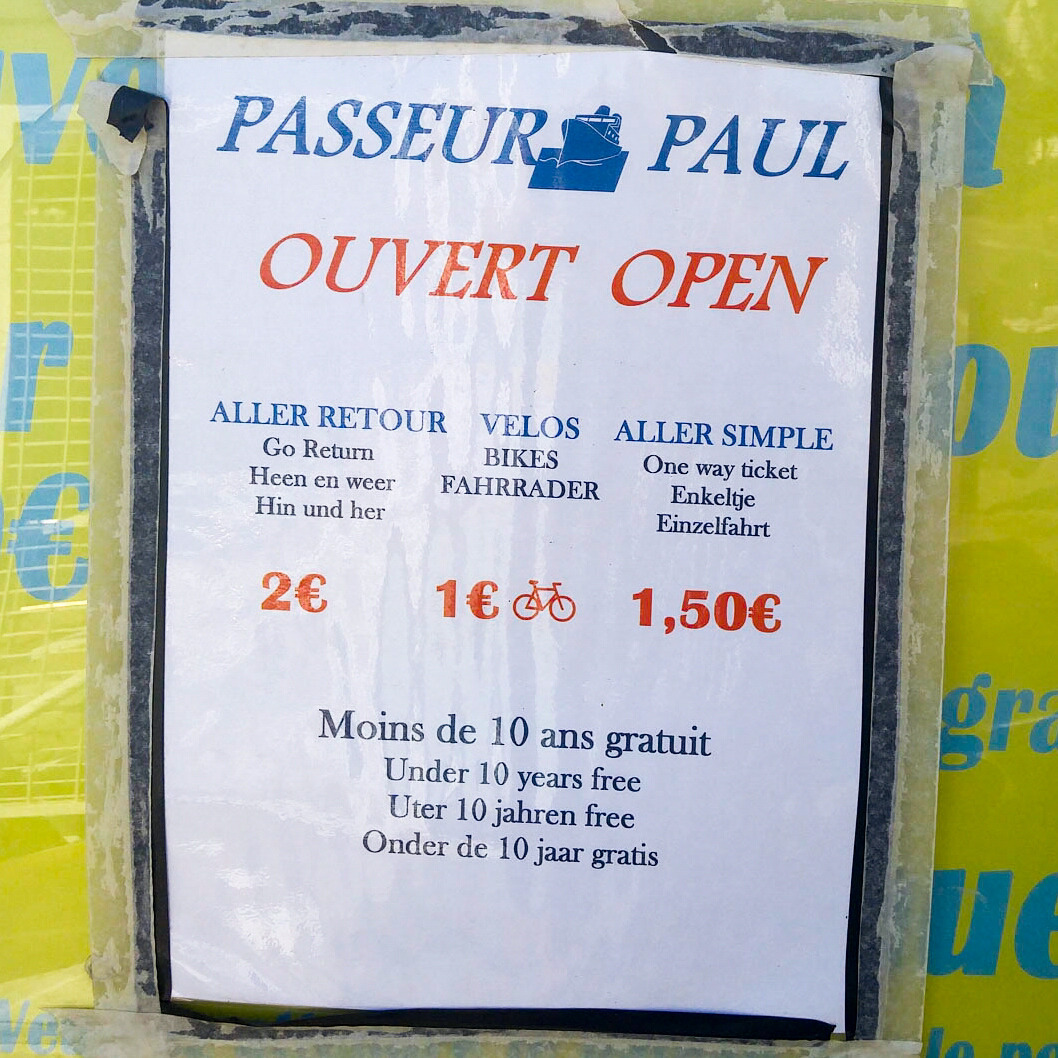 PASSEUR PAUL
OUVERT OPEN
ALLER RETOUR
Go Return
Heen en weer
Hin und her
2€
VELOS
BIKES
FAHRRADER
1€
ALLER SIMPLE
One way ticket
Enkeltje
Einzelfahrt
1,50€
Moins de 10 ans gratuit
Under 10 years free
Uter 10 jahren free
Onder de 10 jaar gratis